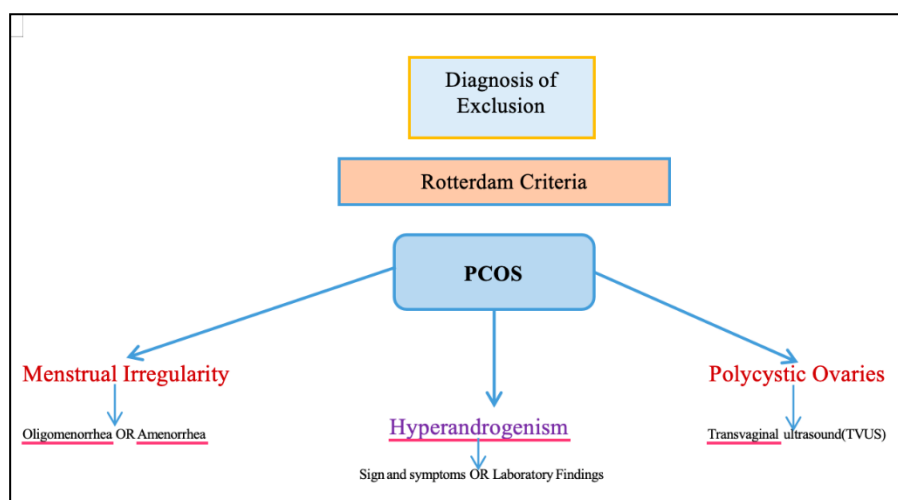 Diagnosis of
Exclusion
Rotterdam Criteria
PCOS
Menstrual Irregularity
Oligomenorrhea OR Amenorrhea
Hyperandrogenism
Sign and symptoms OR Laboratory Findings
Polycystic Ovaries
Transvaginal ultrasound(TVUS)